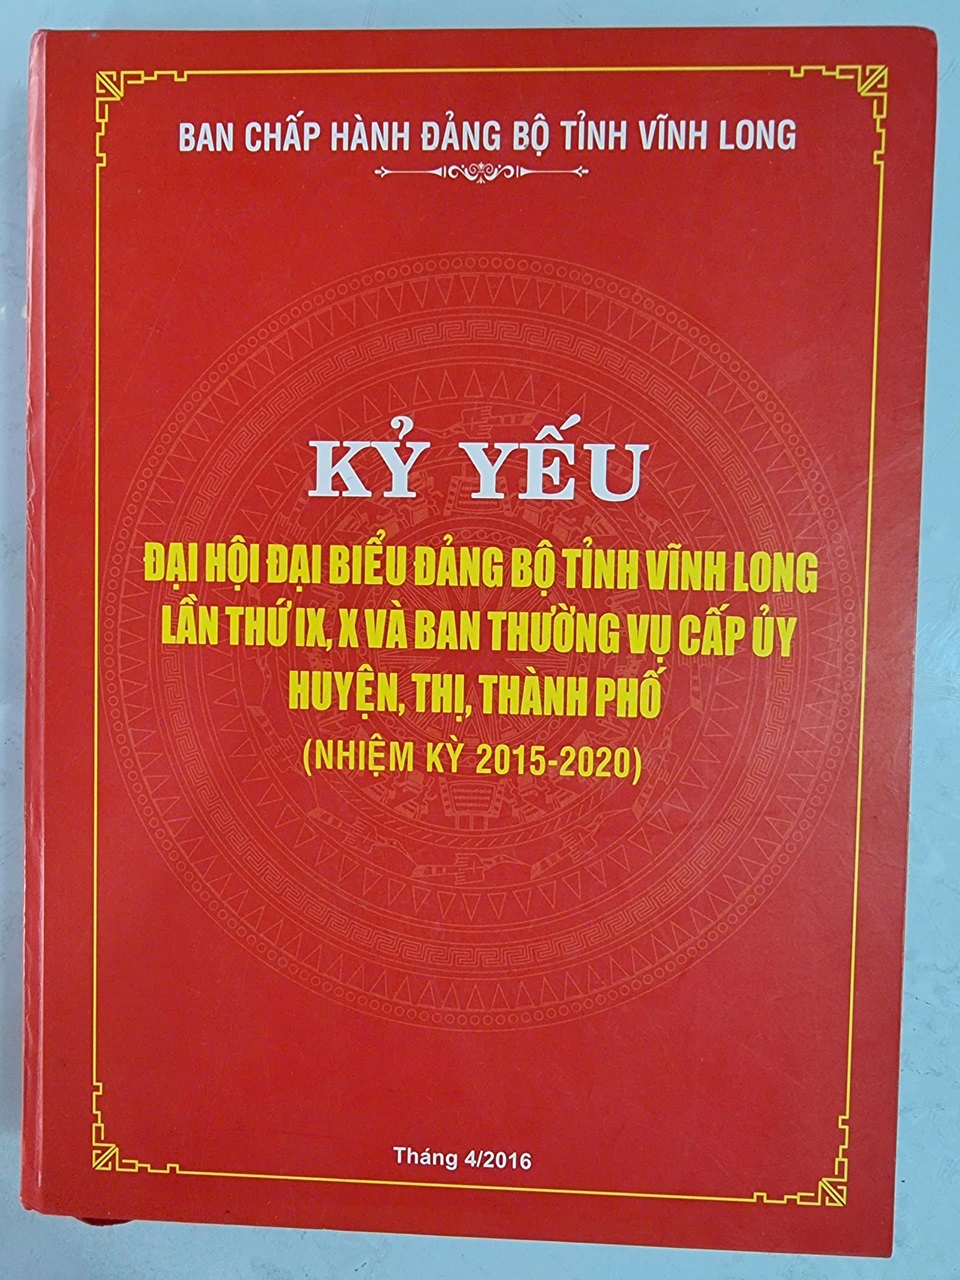 BAN CHẤP HÀNH ĐẢNG BỘ TỈNH VĨNH LONG
KỶ YẾU
ĐẠI HỘI ĐẠI BIỂU ĐẢNG BỘ TỈNH VĨNH LONG
LẦN THỨ IX, X VÀ BAN THƯỜNG VỤ CẤP ỦY
HUYỆN, THỊ, THÀNH PHỐ
(NHIỆM KỲ 2015-2020)
Tháng 4/2016